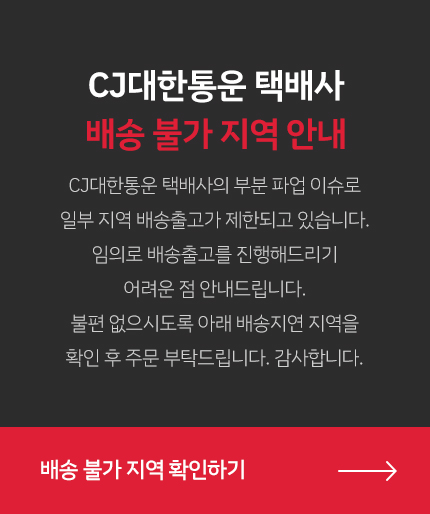 CJ대한통운 택배사
배송 불가 지역 안내
CJ대한통운 택배사의 부분 파업 이슈로
일부 지역 배송출고가 제한되고 있습니다.
임의로 배송출고를 진행해드리기
어려운 점 안내드립니다.
불편 없으시도록 아래 배송지연 지역을
확인 후 주문 부탁드립니다. 감사합니다.
배송 불가 지역 확인하기